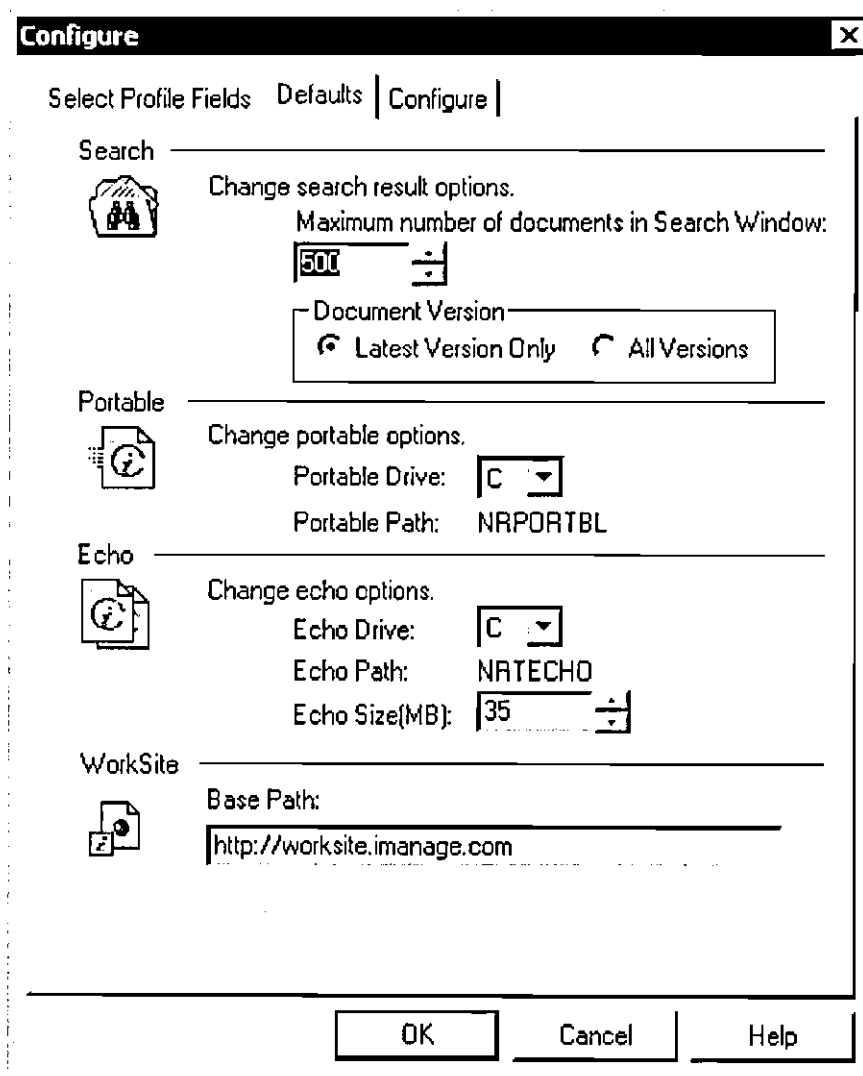 Configure
Select Profile Fields Defaults Configure
Search
Change search result options.
Maximum number of documents in Search Window:
500
Document Version
Latest Version Only All Versions
Portable
Change portable options.
Portable Drive: C
Portable Path: NRPORTBL
Echo
Change echo options.
Echo Drive: C
Echo Path: NRTECHO
Echo Size(MB): 35
WorkSite
Base Path:
http://worksite.imanage.com
OK Cancel Help